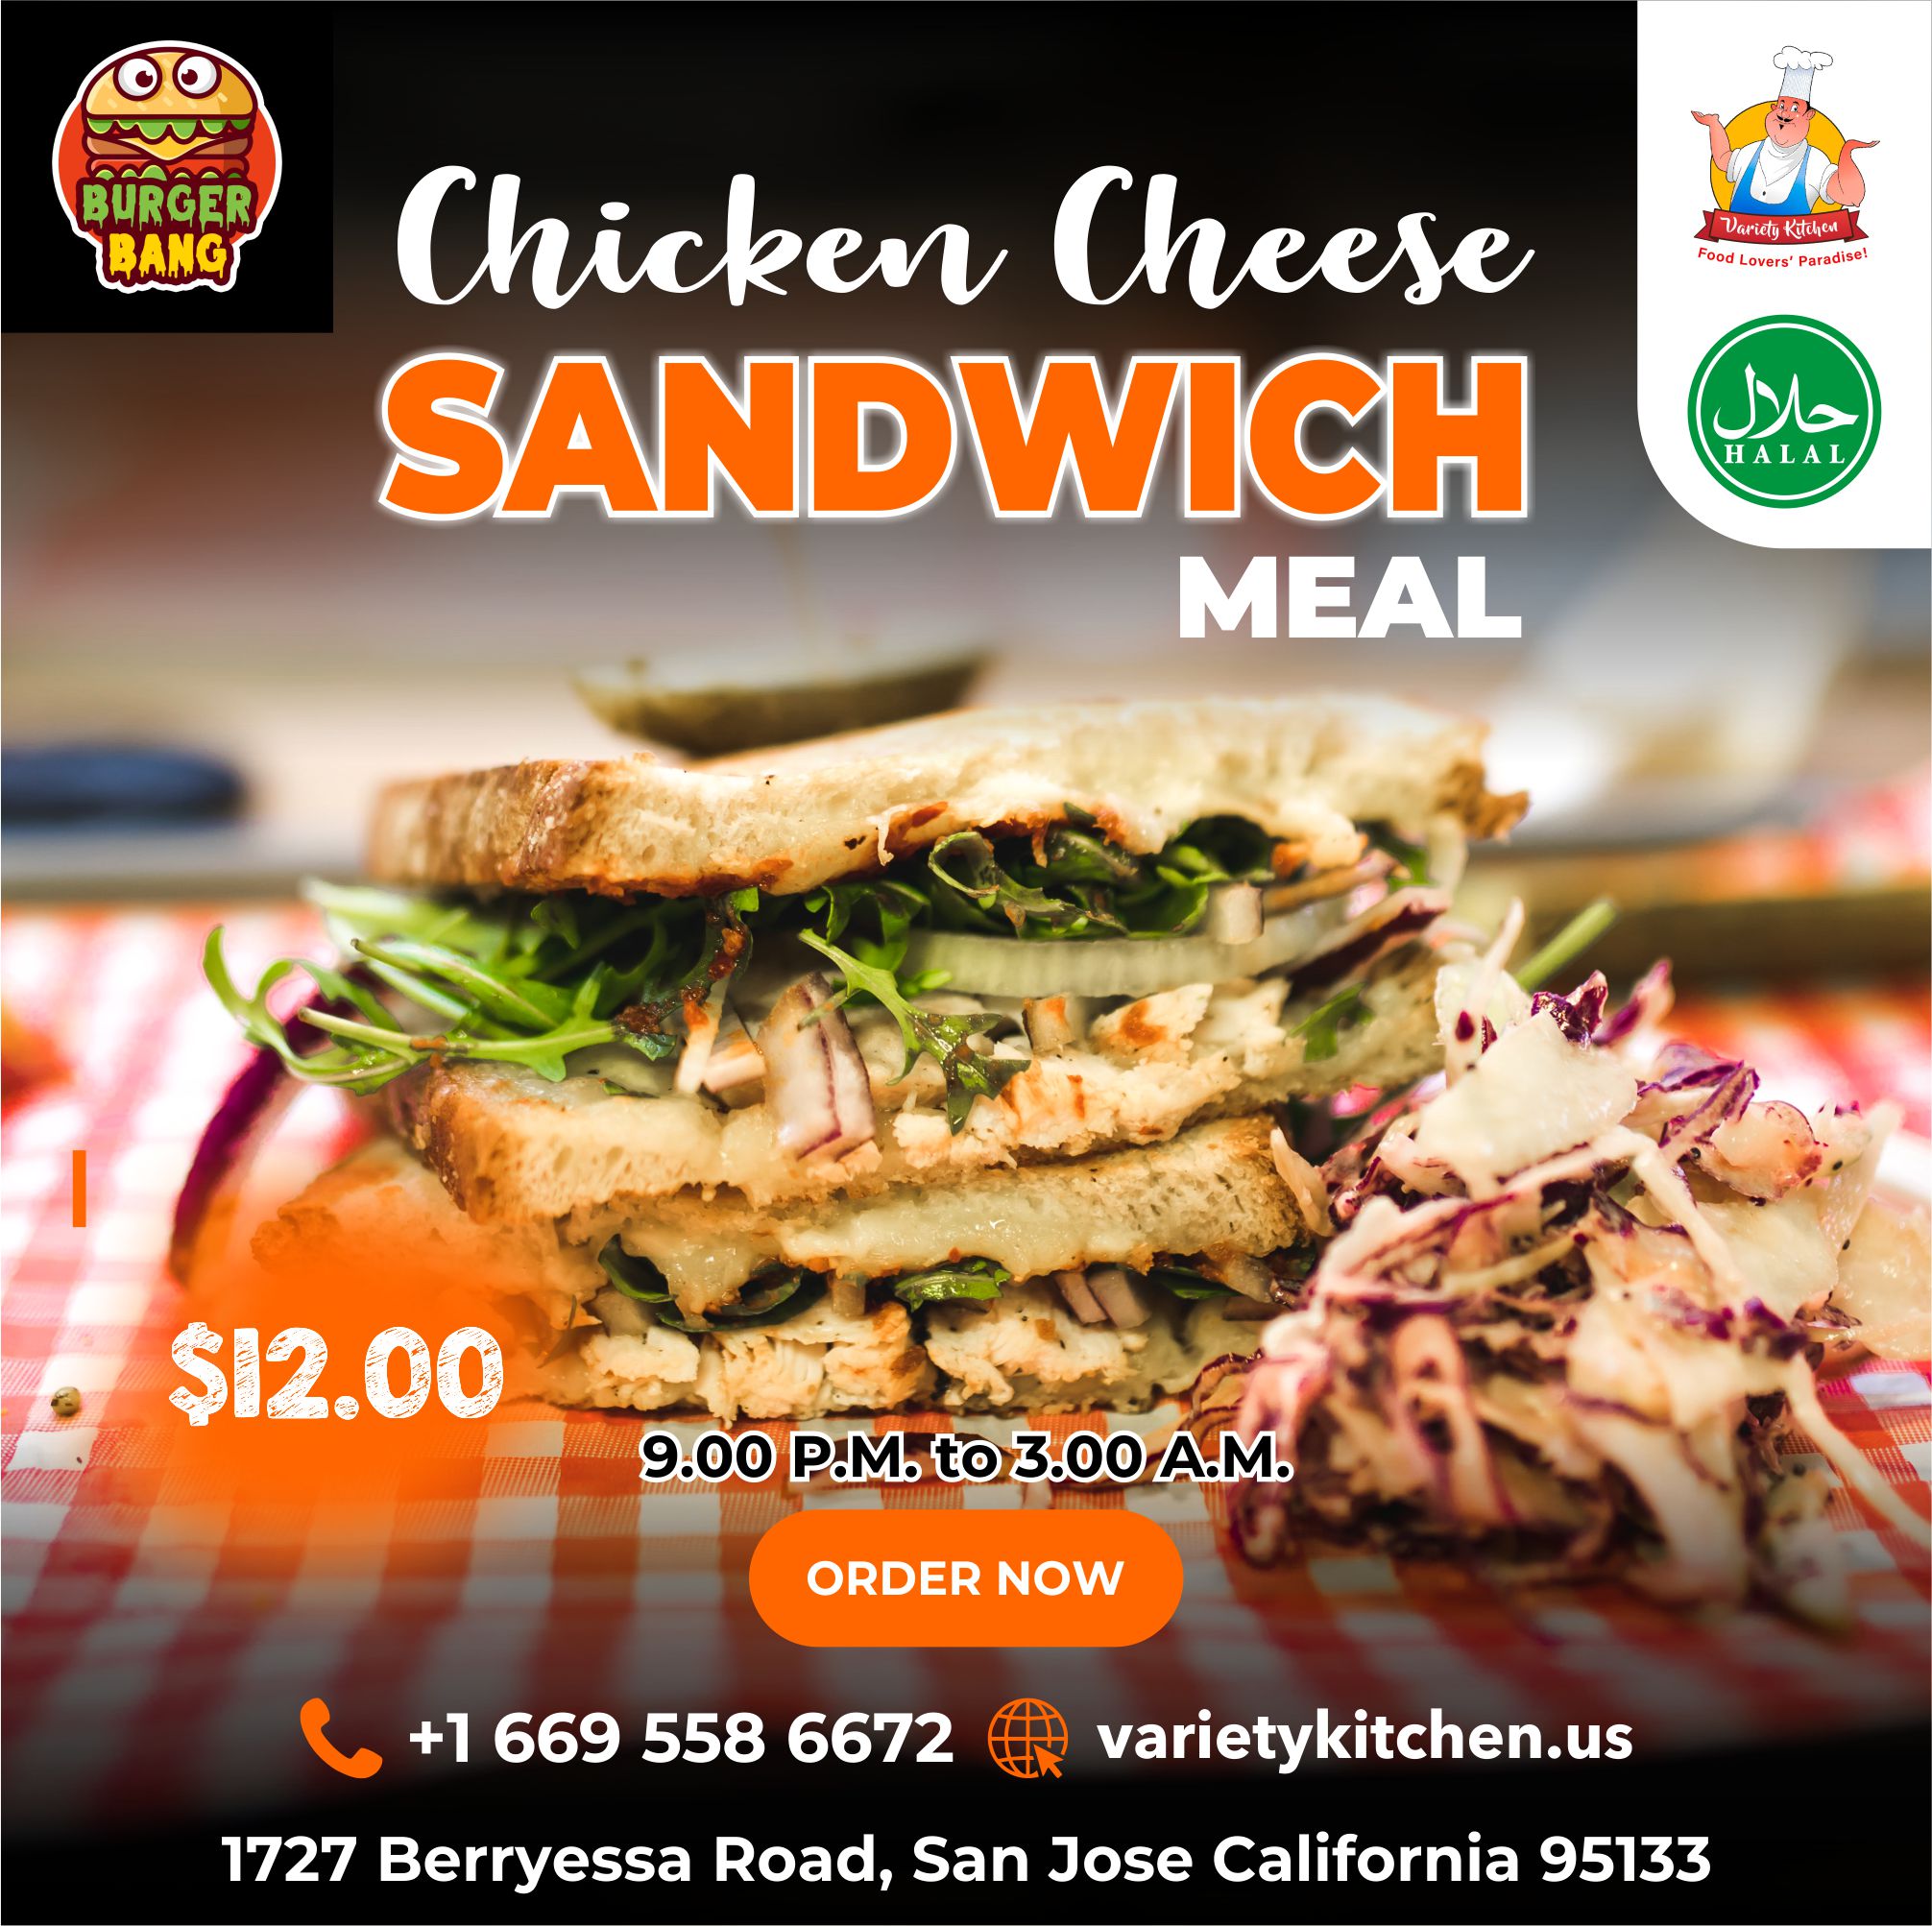 BURGER
BANG
Chicken Cheese
SANDWICH
MEAL
Variety Kitchen
Food Lovers' Paradise!
حلال
HALAL
$12.00
9.00 P.M. to 3.00 A.M.
ORDER NOW
+1 669 558 6672
varietykitchen.us
1727 Berryessa Road, San Jose California 95133